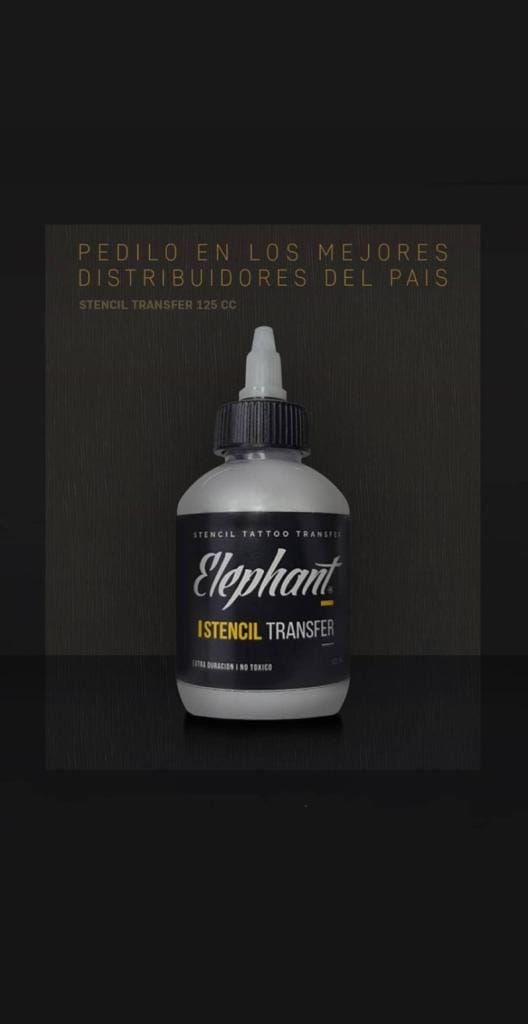 PEDILO EN LOS MEJORES
DISTRIBUIDORES DEL PAIS
STENCIL TRANSFER 125 CC
STENCIL TATTOO TRANSFER
Elephant
STENCIL TRANSFER
EXTRA DURACION | NO TOXICO